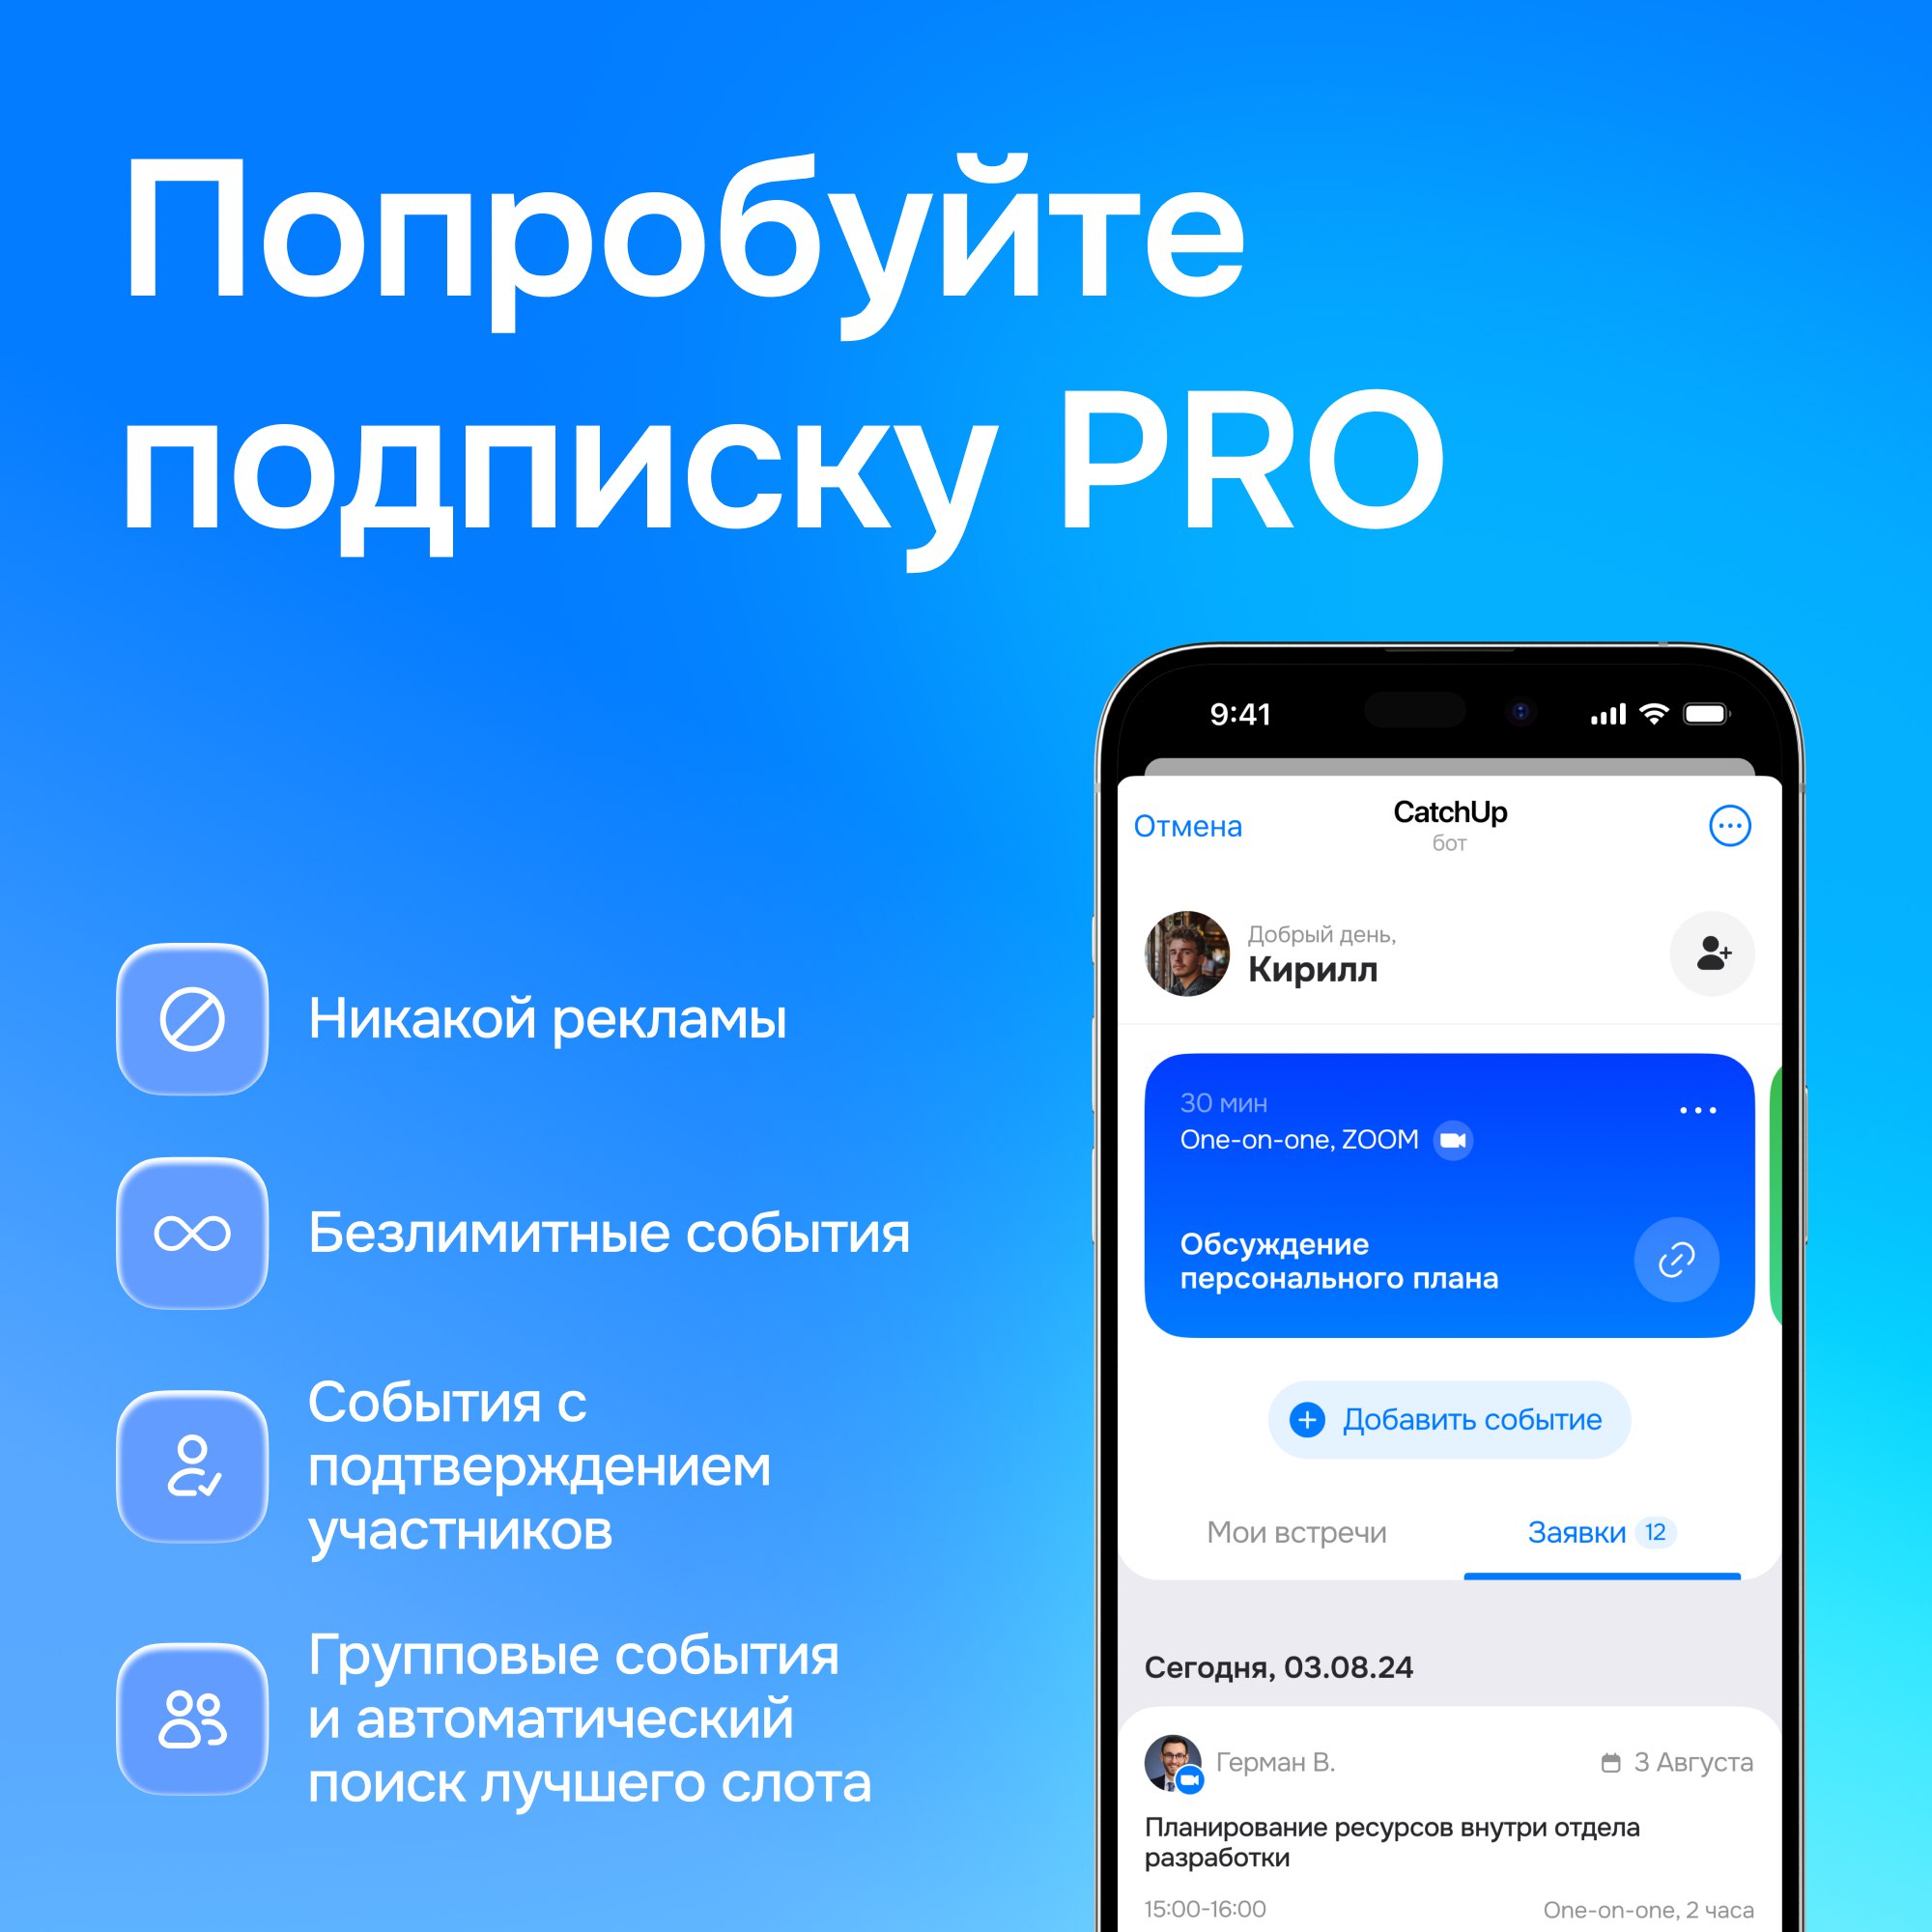 Попробуйте
подписку PRO
Никакой рекламы
Безлимитные события
События с
подтверждением
участников
Групповые события
и автоматический
поиск лучшего слота
9:41
Отмена
CatchUp
бот
Добрый день,
Кирилл
30 мин
One-on-one, ZOOM
Обсуждение
персонального плана
Добавить событие
Мои встречи
Заявки 12
Сегодня, 03.08.24
Герман В.
3 Августа
Планирование ресурсов внутри отдела
разработки
15:00-16:00
One-on-one, 2 часа